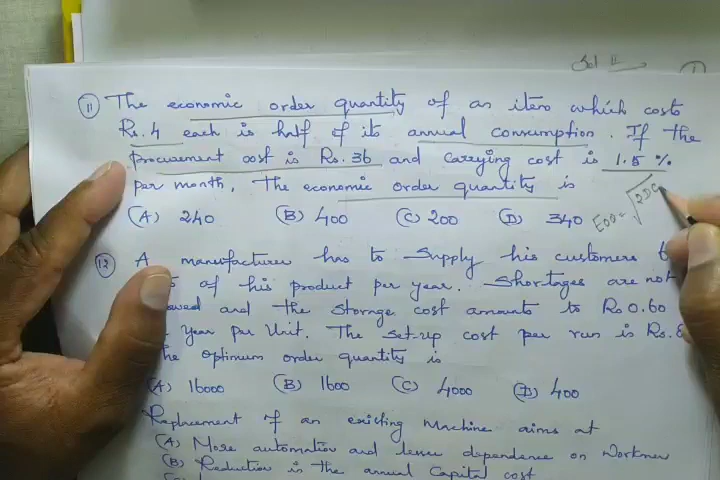 11 The economic order quantity of an item which costs
Rs. 4 each is half of its annual consumption. If the
procurement cost is Rs. 36 and carrying cost is 1.5 %
per month. The economic order quantity is
(A) 240 (B) 400 (C) 200 (D) 340 EOQ = √2DC
12 A manufacturer has to supply his customers
of his product per year. Shortages are not
and the storage cost amounts to Rs 0.60
Year per Unit. The set-up cost per run is Rs.
the optimum order quantity is
(A) 16000 (B) 1600 (C) 4000 (D) 400
Replacement of an existing machine aims at
(A) More automation and lesser dependence on workmen
(B) Reduction in the annual capital cost